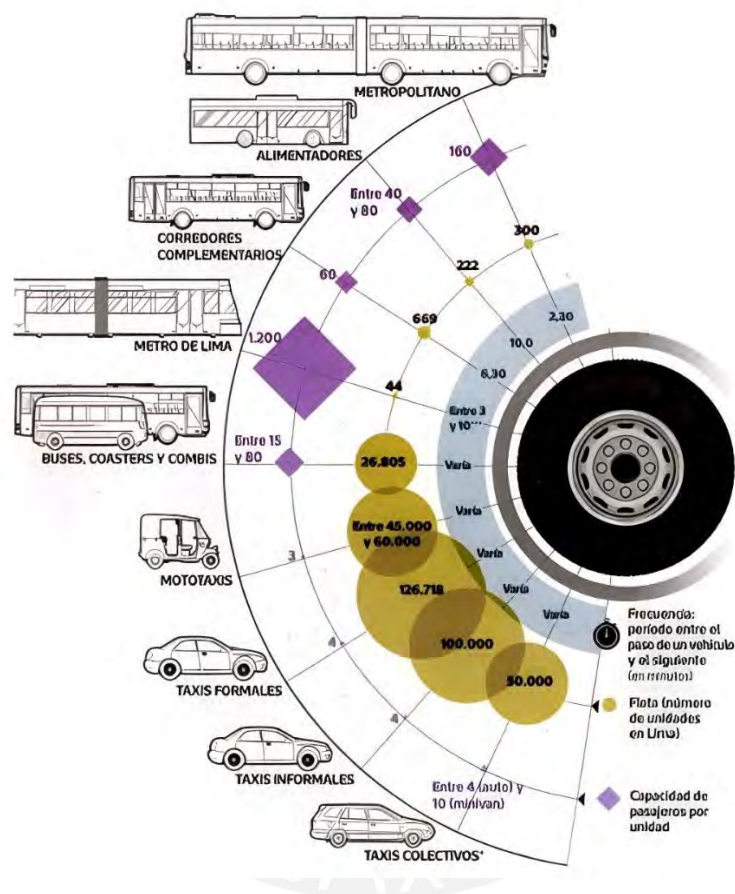 METROPOLITANO
ALIMENTADORES
160
Entre 40
y 80
CORREDORES
COMPLEMENTARIOS
300
222
60
669
2,30
10,0
METRO DE LIMA
1.200
44
Entre 3
y 10
BUSES, COASTERS Y COMBIS
Entre 15
y 80
26.805
Varía
Entre 45.000
y 60.000
Varía
MOTOTAXIS
3
126.718
Varía
Varía
Varía
TAXIS FORMALES
4
100.000
50.000
Frecuencia:
período entre el
paso de un vehículo
y el siguiente
(en minutos)
Flota (número
de unidades
en Lima)
TAXIS INFORMALES
4
Entre 4 (auto) y
10 (minivan)
Capacidad de
pasajeros por
unidad
TAXIS COLECTIVOS*